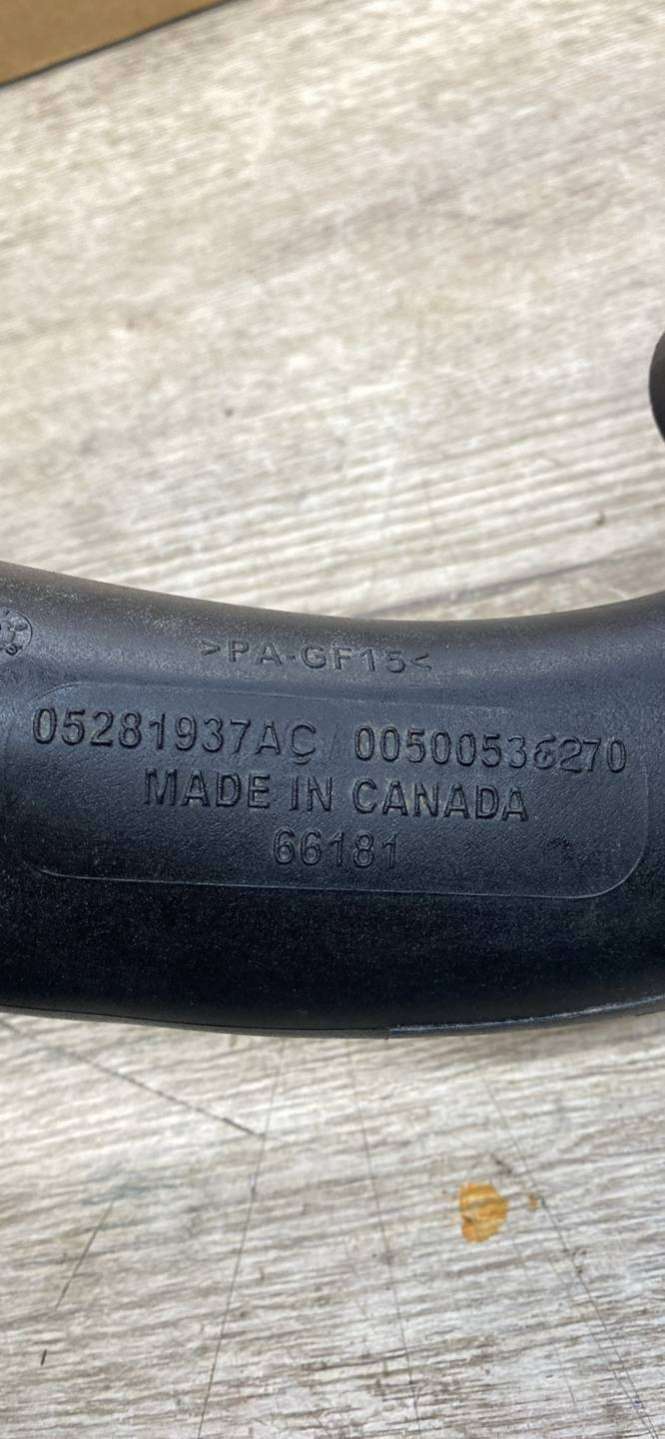 >PA-GF15<
05281937AC 00500536270
MADE IN CANADA
66181